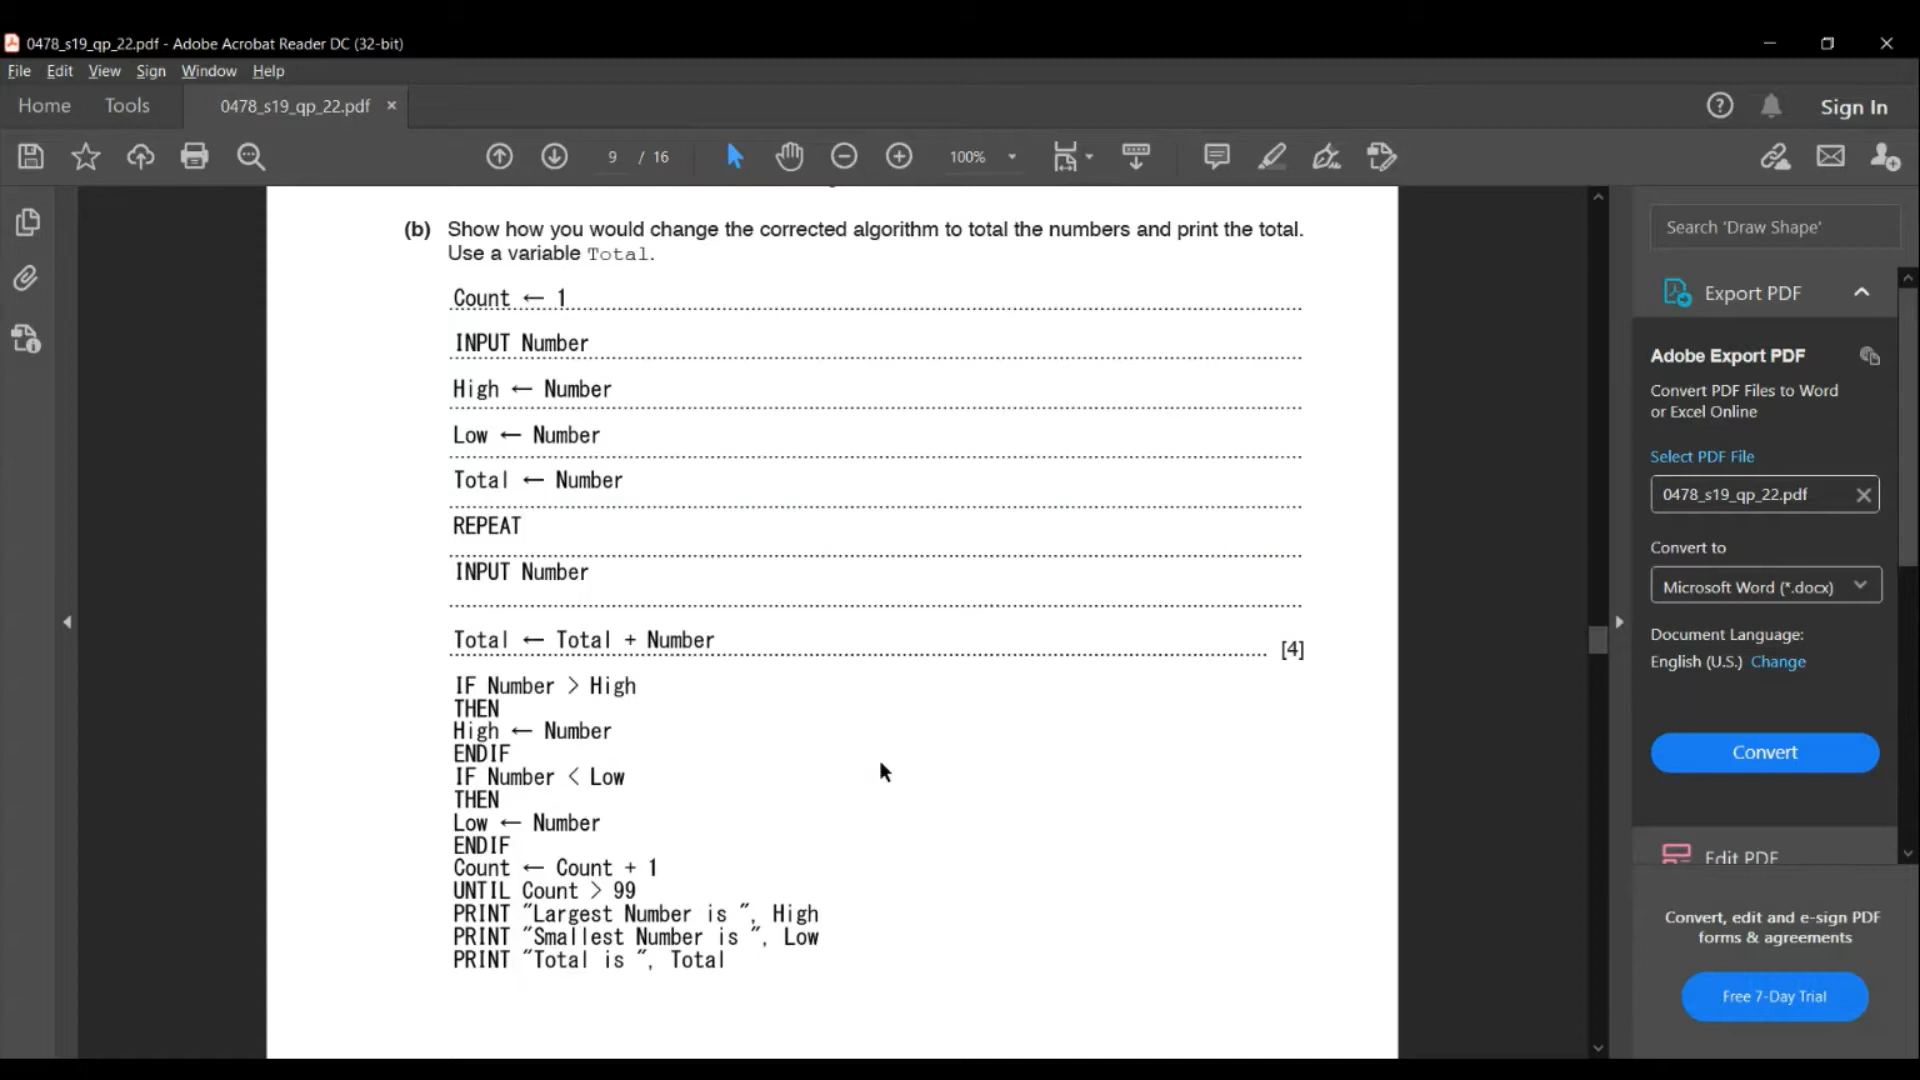 0478_s19_qp_22.pdf - Adobe Acrobat Reader DC (32-bit)
File Edit View Sign Window Help
Home Tools 0478_s19_qp_22.pdf × Sign In
9 / 16 100%
(b) Show how you would change the corrected algorithm to total the numbers and print the total.
Use a variable Total.
Count ← 1
INPUT Number
High ← Number
Low ← Number
Total ← Number
REPEAT
INPUT Number
Total ← Total + Number [4]
IF Number > High
THEN
High ← Number
ENDIF
IF Number < Low
THEN
Low ← Number
ENDIF
Count ← Count + 1
UNTIL Count > 99
PRINT "Largest Number is ", High
PRINT "Smallest Number is ", Low
PRINT "Total is ", Total
Search 'Draw Shape'
Export PDF
Adobe Export PDF
Convert PDF Files to Word
or Excel Online
Select PDF File
0478_s19_qp_22.pdf
Convert to
Microsoft Word (*.docx)
Document Language:
English (U.S.) Change
Convert
Edit PDF
Convert, edit and e-sign PDF
forms & agreements
Free 7-Day Trial